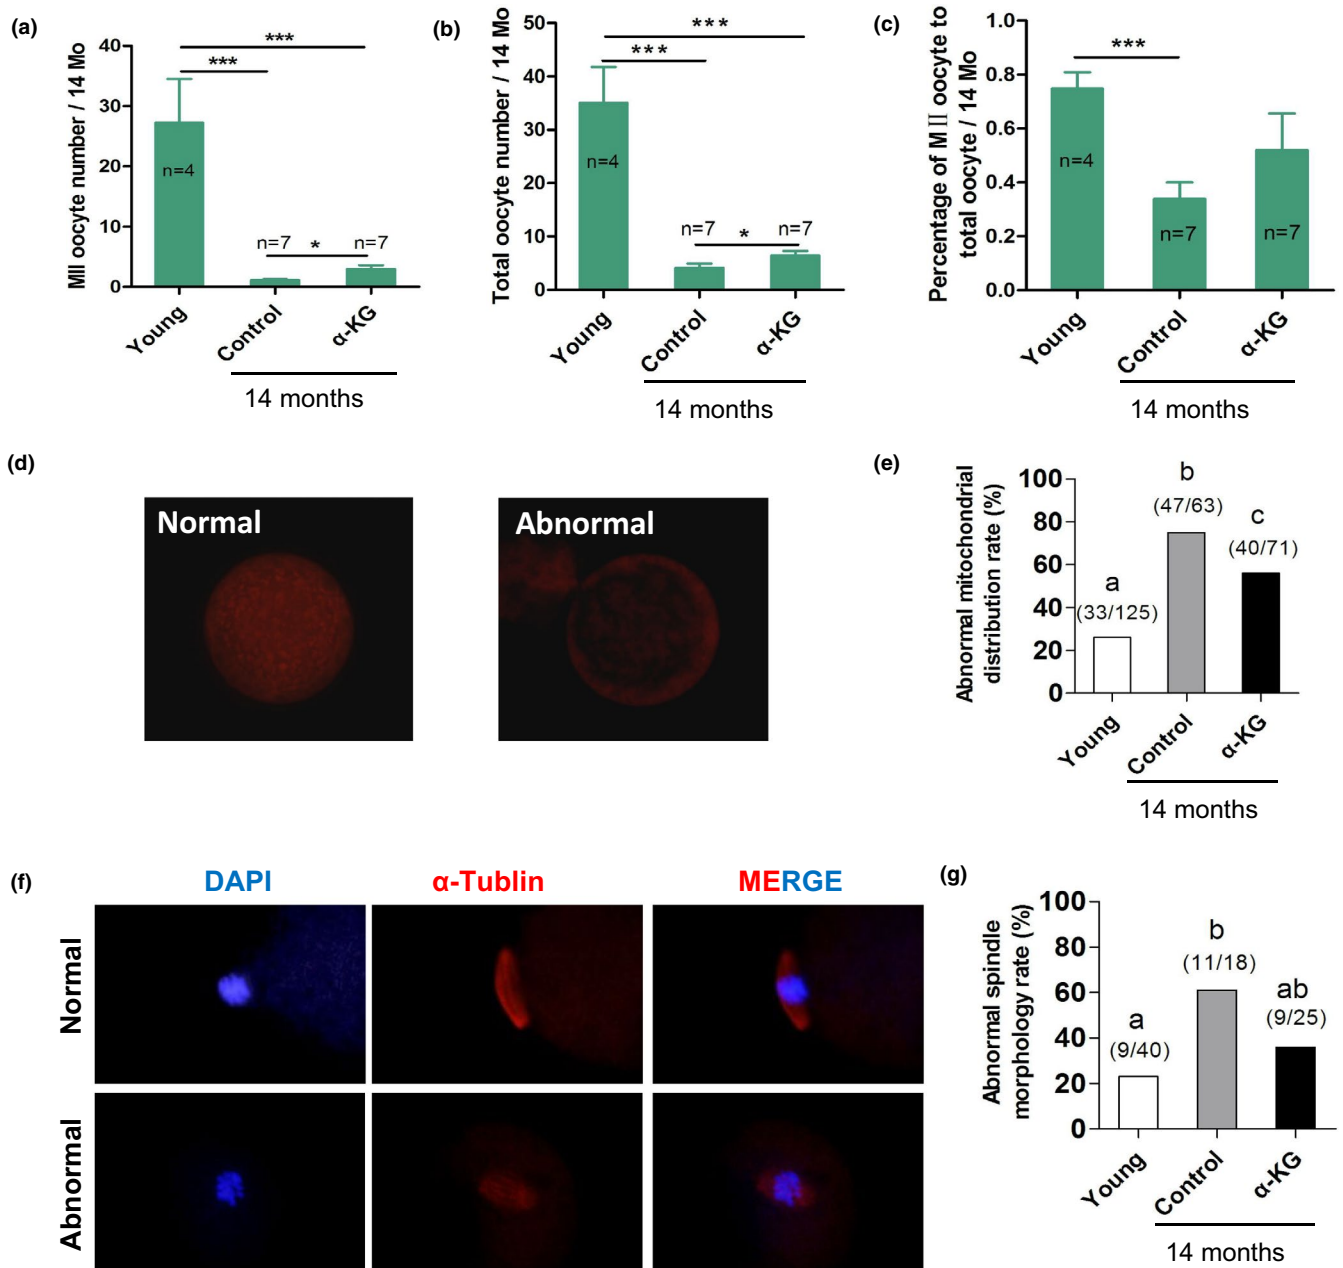 (a)
MII oocyte number / 14 Mo
40
30
20
10
0
***
***
*
n=4
n=7
n=7
Young
Control
α-KG
14 months
(b)
Total oocyte number / 14 Mo
50
40
30
20
10
0
***
***
*
n=4
n=7
n=7
Young
Control
α-KG
14 months
(c)
Percentage of MII oocyte to
total oocyte / 14 Mo
0.8
0.6
0.4
0.2
0.0
***
n=4
n=7
n=7
Young
Control
α-KG
14 months
(d)
Normal
Abnormal
(e)
Abnormal mitochondrial
distribution rate (%)
100
80
60
40
20
0
a
(33/125)
b
(47/63)
c
(40/71)
Young
Control
α-KG
14 months
(f)
DAPI
α-Tublin
MERGE
Normal
Abnormal
(g)
Abnormal spindle
morphology rate (%)
100
80
60
40
20
0
a
(9/40)
b
(11/18)
ab
(9/25)
Young
Control
α-KG
14 months